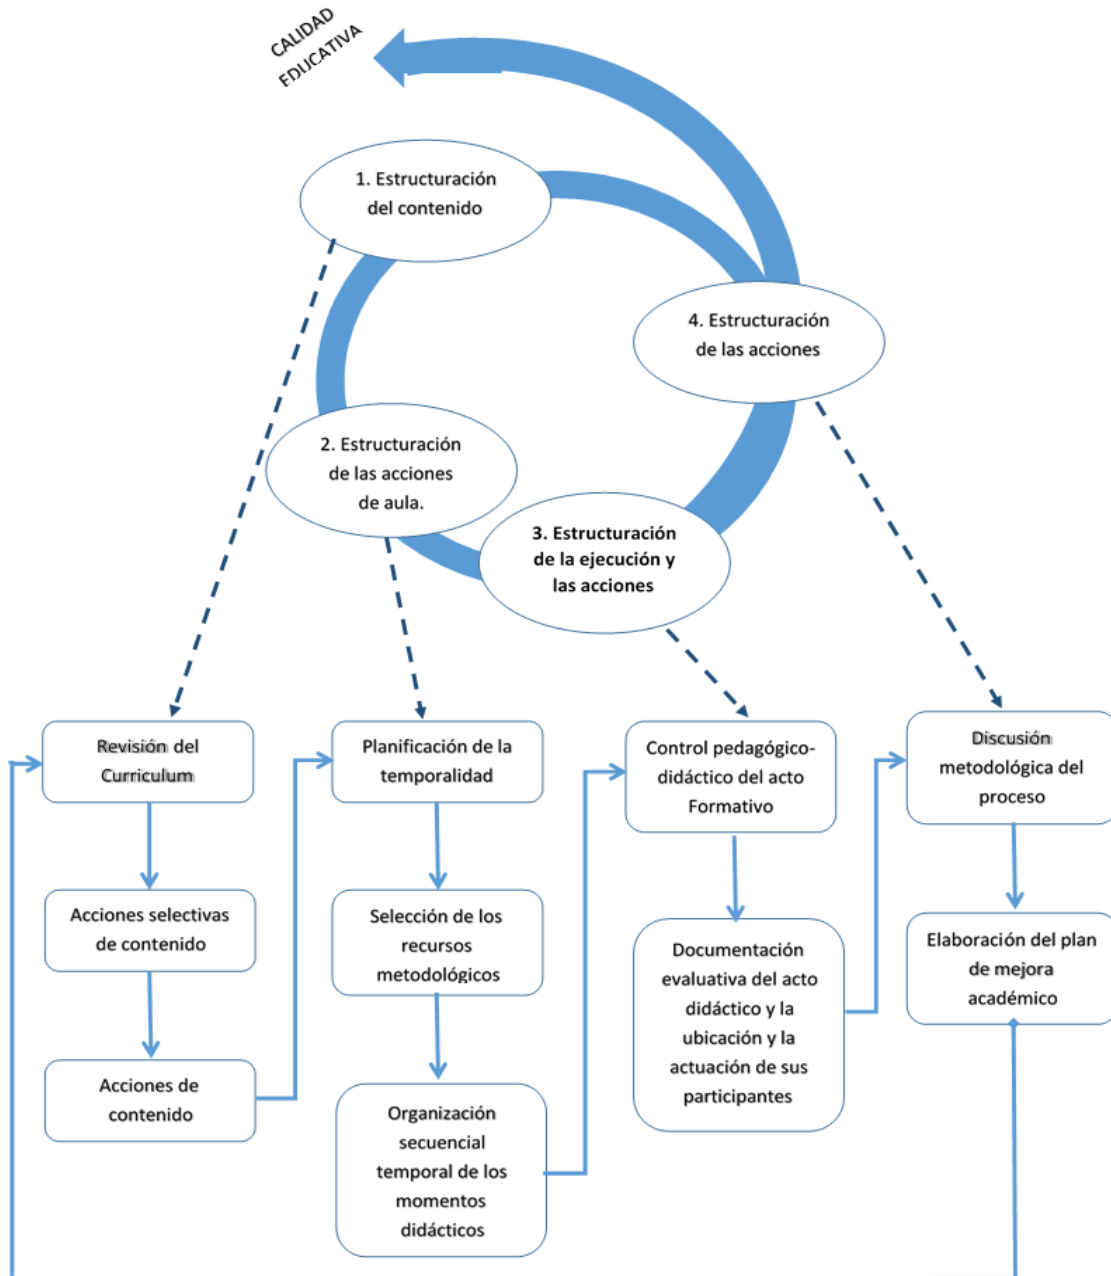 CALIDAD
EDUCATIVA
1. Estructuración
del contenido
4. Estructuración
de las acciones
2. Estructuración
de las acciones
de aula.
3. Estructuración
de la ejecución y
las acciones
Revisión del
Curriculum
Acciones selectivas
de contenido
Acciones de
contenido
Planificación de la
temporalidad
Selección de los
recursos
metodológicos
Organización
secuencial
temporal de los
momentos
didácticos
Control pedagógico-
didáctico del acto
Formativo
Documentación
evaluativa del acto
didáctico y la
ubicación y la
actuación de sus
participantes
Discusión
metodológica del
proceso
Elaboración del plan
de mejora
académico